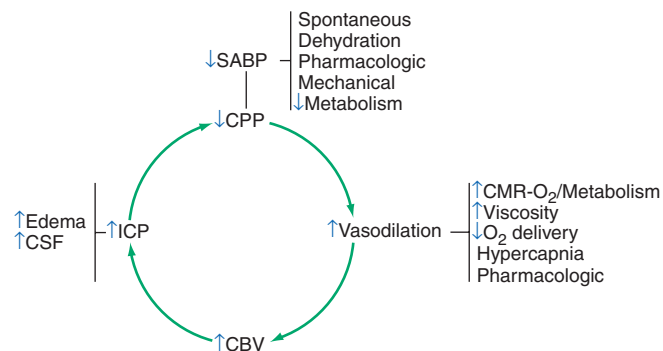 Spontaneous
Dehydration
↓SABP
Pharmacologic
Mechanical
↓Metabolism
↓CPP
↑CMR-O₂/Metabolism
↑Edema
↑Viscosity
↑ICP
↑Vasodilation
↓O₂ delivery
↑CSF
Hypercapnia
Pharmacologic
↑CBV